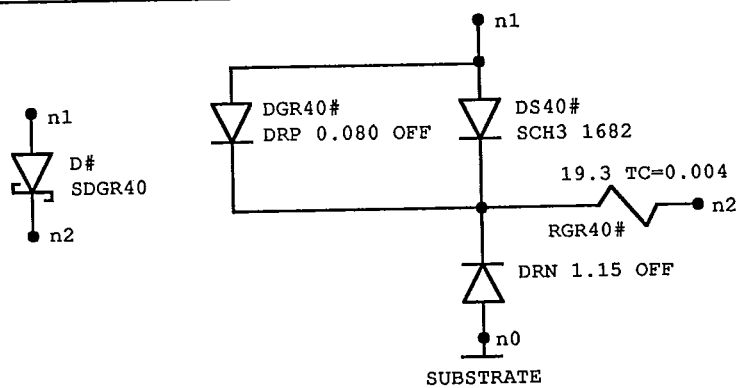 n1
D#
SDGR40
n2
n1
DGR40#
DRP 0.080 OFF
DS40#
SCH3 1682
19.3 TC=0.004
n2
RGR40#
DRN 1.15 OFF
n0
SUBSTRATE